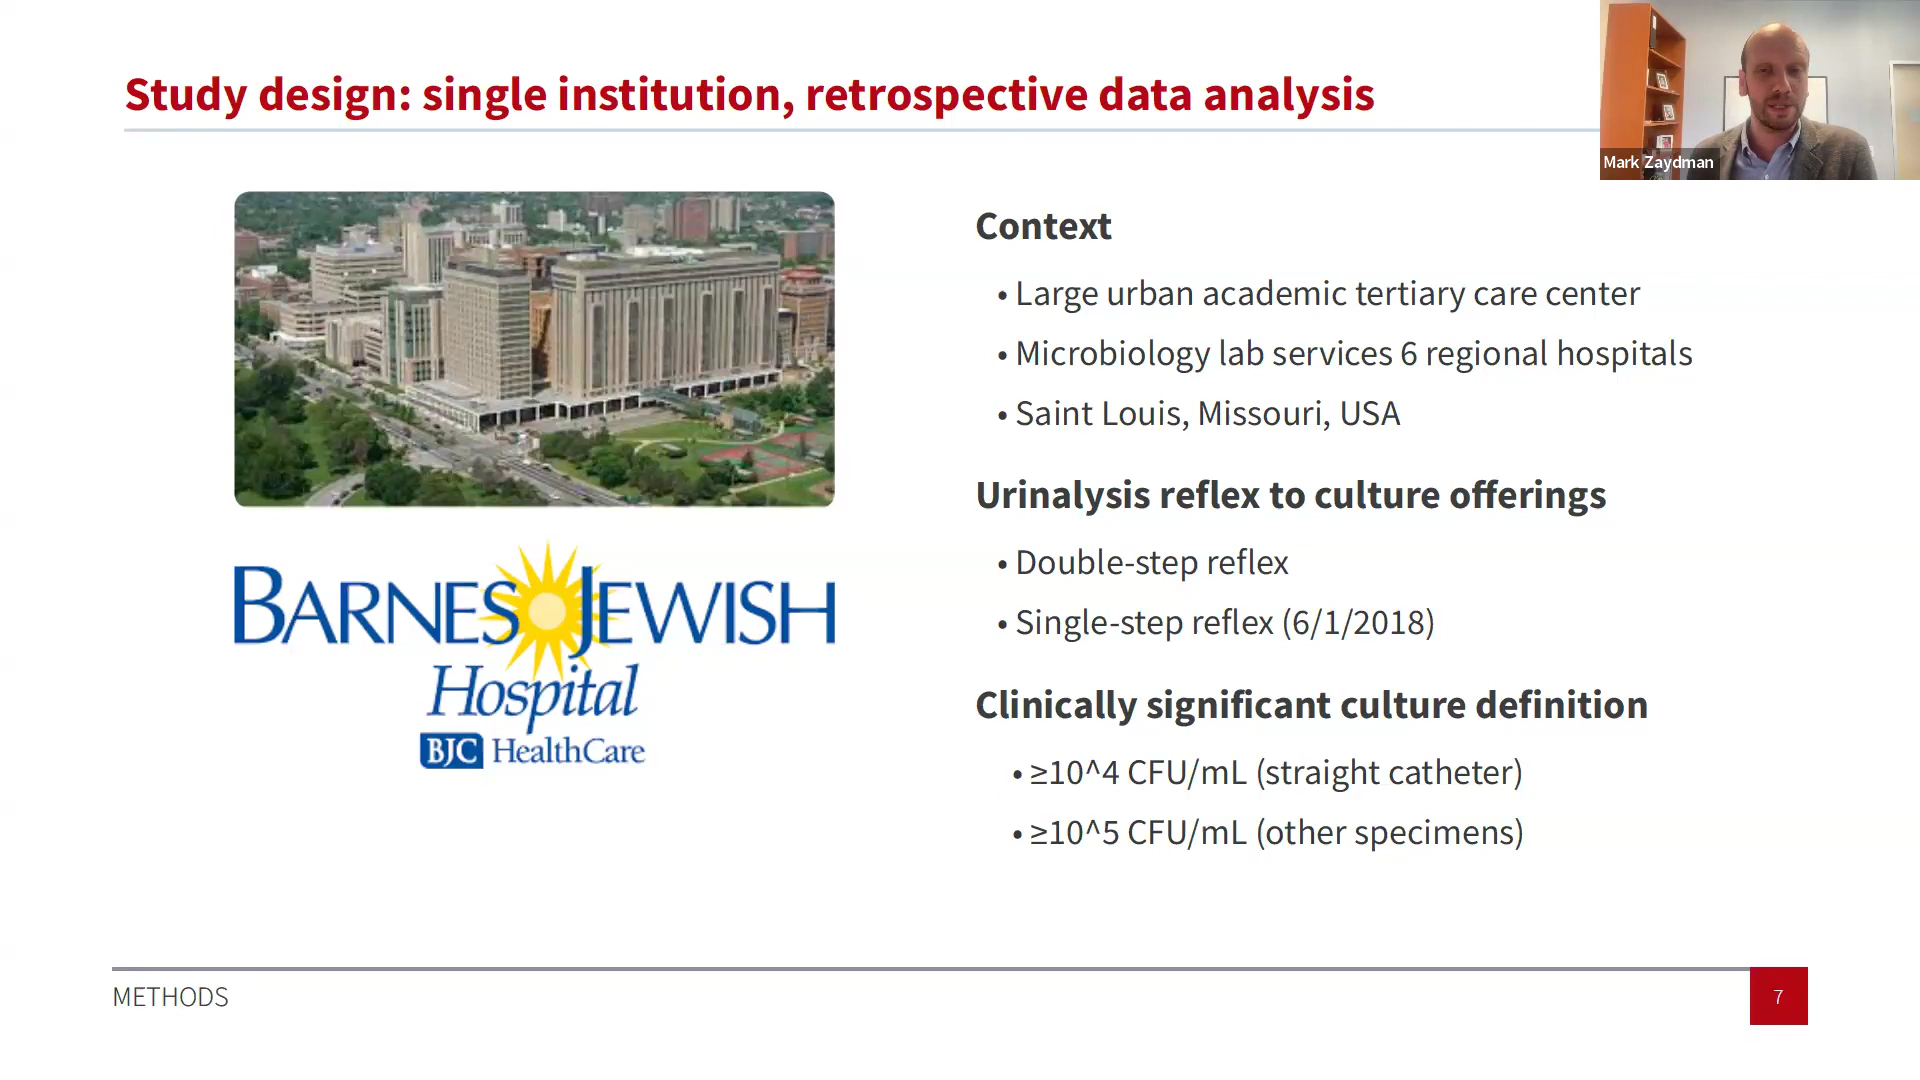 Study design: single institution, retrospective data analysis
Mark Zaydman
Context
• Large urban academic tertiary care center
• Microbiology lab services 6 regional hospitals
• Saint Louis, Missouri, USA
Urinalysis reflex to culture offerings
• Double-step reflex
• Single-step reflex (6/1/2018)
Clinically significant culture definition
• ≥10^4 CFU/mL (straight catheter)
• ≥10^5 CFU/mL (other specimens)
BARNES JEWISH
Hospital
BJC HealthCare
METHODS
7